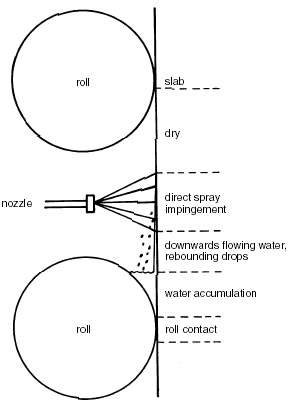 roll
slab
dry
nozzle
direct spray
impingement
downwards flowing water,
rebounding drops
water accumulation
roll
roll contact